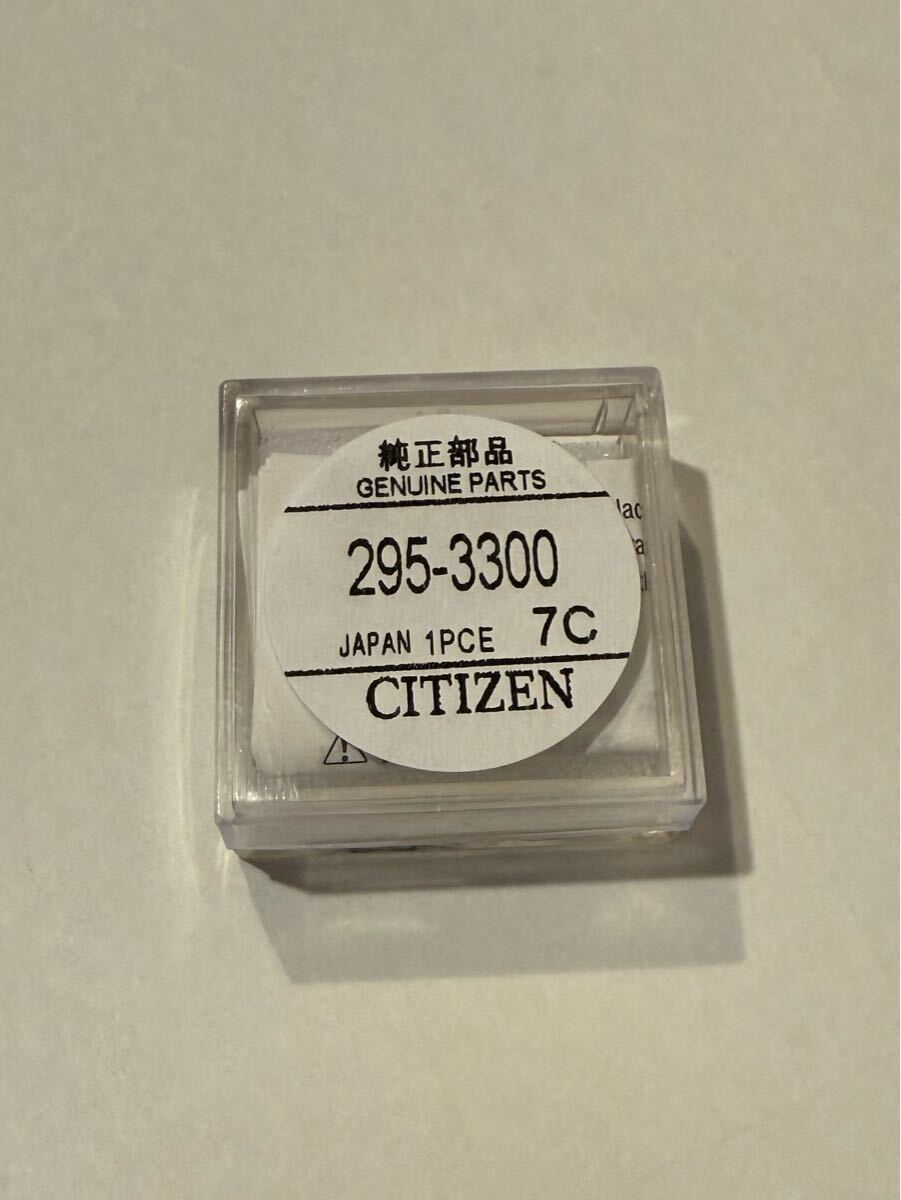 純正部品
GENUINE PARTS
295-3300
JAPAN 1PCE 7C
CITIZEN